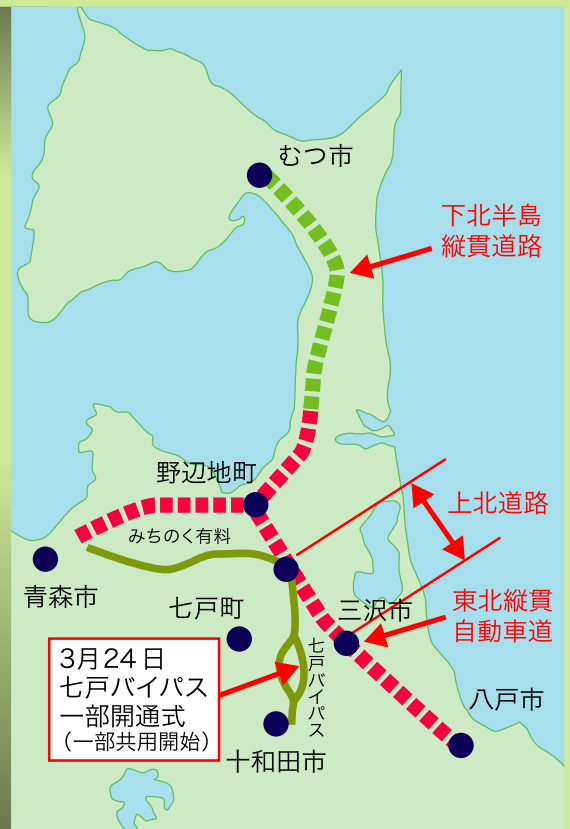 むつ市
下北半島
縦貫道路
野辺地町
上北道路
みちのく有料
青森市
七戸町
三沢市
東北縦貫
自動車道
3月24日
七戸バイパス
一部開通式
（一部共用開始）
七戸バイパス
八戸市
十和田市